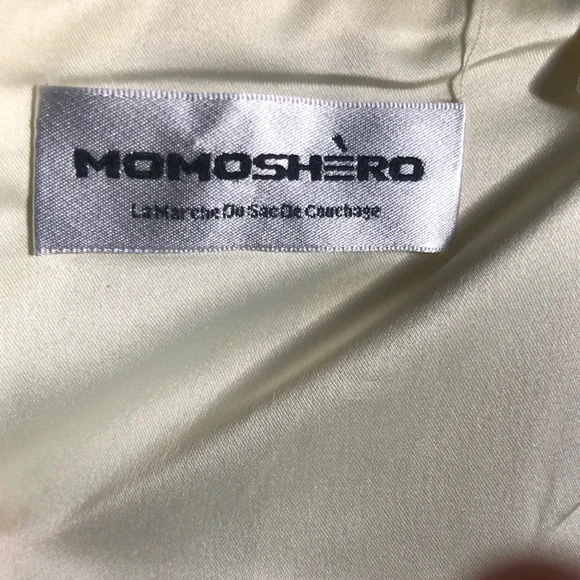 MOMOSHÈRO
La Marche Du Sac De Couchage